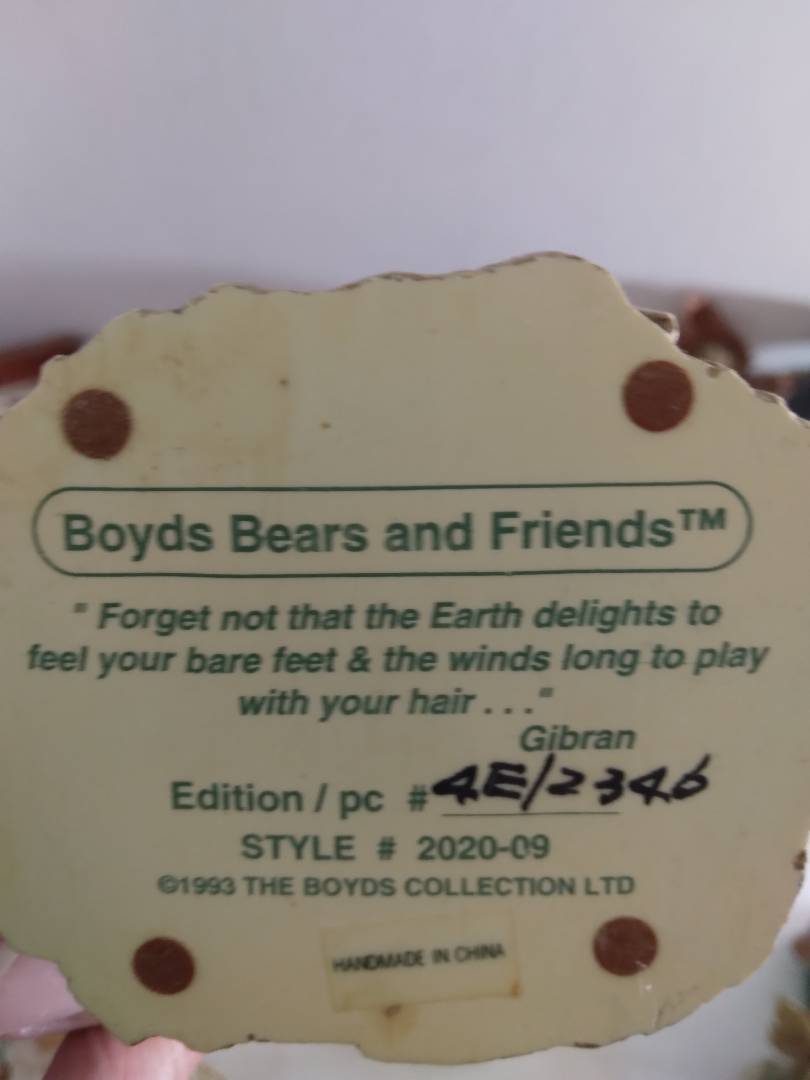 Boyds Bears and Friends™
" Forget not that the Earth delights to
feel your bare feet & the winds long to play
with your hair . . ."
Gibran
Edition / pc # 4E/2346
STYLE # 2020-09
©1993 THE BOYDS COLLECTION LTD
HANDMADE IN CHINA